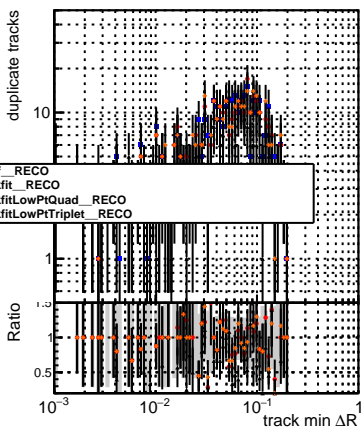 duplicate tracks
10
f__RECO
fit__RECO
fitLowPtQuad__RECO
fitLowPtTriplet__RECO
1
1.5
Ratio
1
0.5
10⁻³ 10⁻² 10⁻¹ 1
track min ΔR